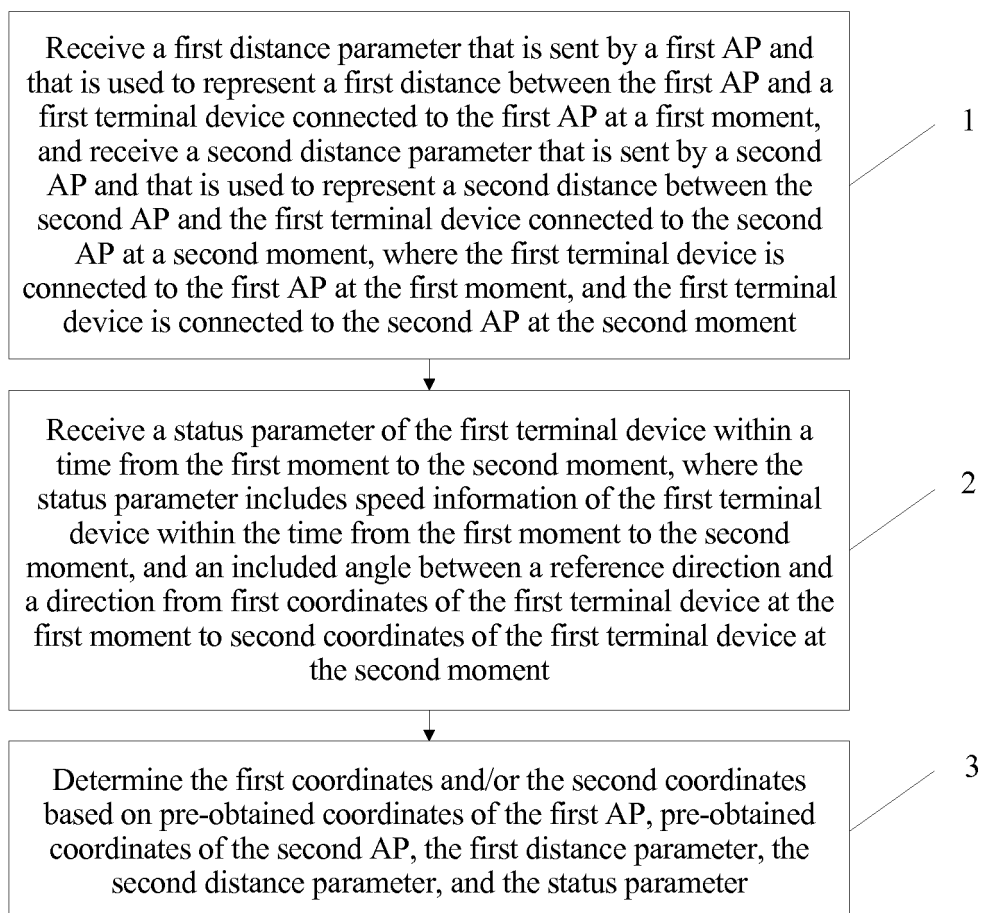 Receive a first distance parameter that is sent by a first AP and
that is used to represent a first distance between the first AP and a
first terminal device connected to the first AP at a first moment,
and receive a second distance parameter that is sent by a second
AP and that is used to represent a second distance between the
second AP and the first terminal device connected to the second
AP at a second moment, where the first terminal device is
connected to the first AP at the first moment, and the first terminal
device is connected to the second AP at the second moment
1
Receive a status parameter of the first terminal device within a
time from the first moment to the second moment, where the
status parameter includes speed information of the first terminal
device within the time from the first moment to the second
moment, and an included angle between a reference direction and
a direction from first coordinates of the first terminal device at the
first moment to second coordinates of the first terminal device at
the second moment
2
Determine the first coordinates and/or the second coordinates
based on pre-obtained coordinates of the first AP, pre-obtained
coordinates of the second AP, the first distance parameter, the
second distance parameter, and the status parameter
3